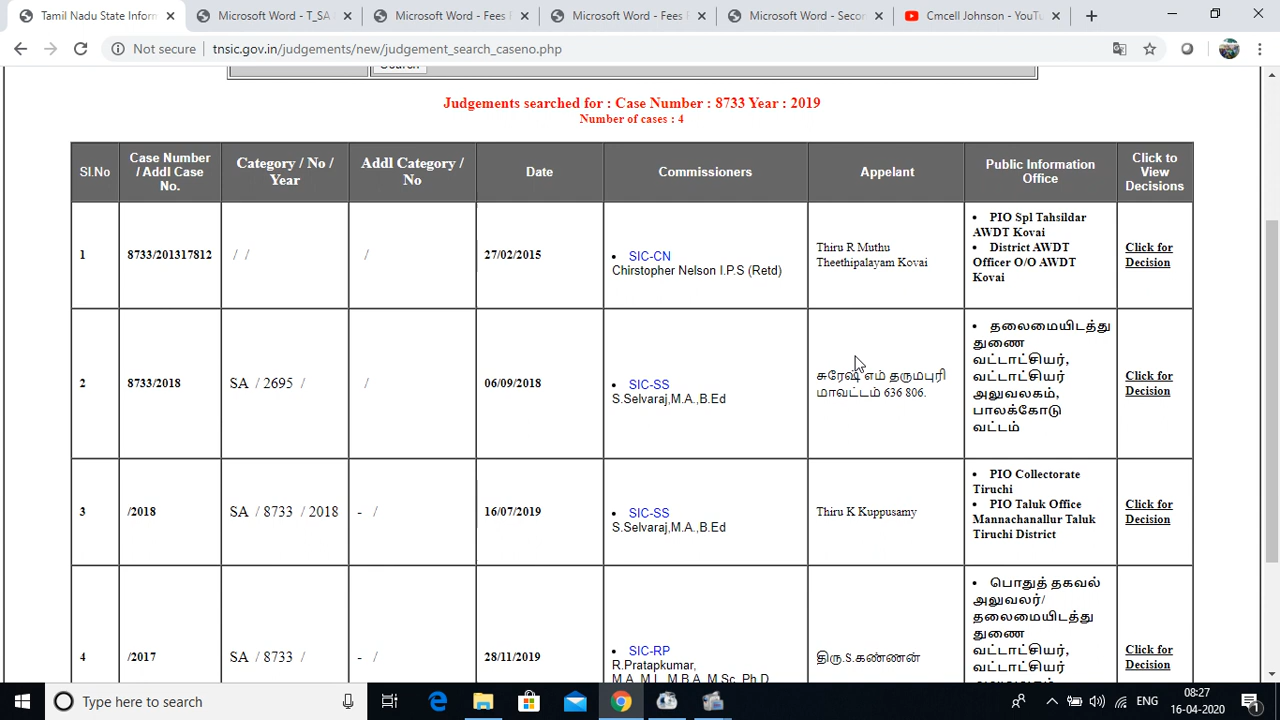 Tamil Nadu State Inform
Microsoft Word - T_SA
Microsoft Word - Fees F
Microsoft Word - Fees F
Microsoft Word - Secon
Cmcell Johnson - YouTu
Not secure
tnsic.gov.in/judgements/new/judgement_search_caseno.php
Search
Judgements searched for : Case Number : 8733 Year : 2019
Number of cases : 4
Sl.No
Case Number
/ Addl Case
No.
Category / No /
Year
Addl Category /
No
Date
Commissioners
Appelant
Public Information
Office
Click to
View
Decisions
1
8733/201317812
/ /
/
27/02/2015
• SIC-CN
Chirstopher Nelson I.P.S (Retd)
Thiru R Muthu
Theethipalayam Kovai
• PIO Spl Tahsildar
AWDT Kovai
• District AWDT
Officer O/O AWDT
Kovai
Click for
Decision
2
8733/2018
SA / 2695 /
/
06/09/2018
• SIC-SS
S.Selvaraj,M.A.,B.Ed
சுரேஷ் எம் தருமபுரி
மாவட்டம் 636 806.
• தலைமையிடத்து
துணை
வட்டாட்சியர்,
வட்டாட்சியர்
அலுவலகம்,
பாலக்கோடு
வட்டம்
Click for
Decision
3
/2018
SA / 8733 / 2018
- /
16/07/2019
• SIC-SS
S.Selvaraj,M.A.,B.Ed
Thiru K Kuppusamy
• PIO Collectorate
Tiruchi
• PIO Taluk Office
Mannachanallur Taluk
Tiruchi District
Click for
Decision
4
/2017
SA / 8733 /
- /
28/11/2019
• SIC-RP
R.Pratapkumar,
M.A.,M.L.,M.B.A.,M.Sc.,Ph.D
திரு.S.கண்ணன்
• பொதுத் தகவல்
அலுவலர்/
தலைமையிடத்து
துணை
வட்டாட்சியர்,
வட்டாட்சியர்
Click for
Decision
Type here to search
ENG
08:27
16-04-2020
1